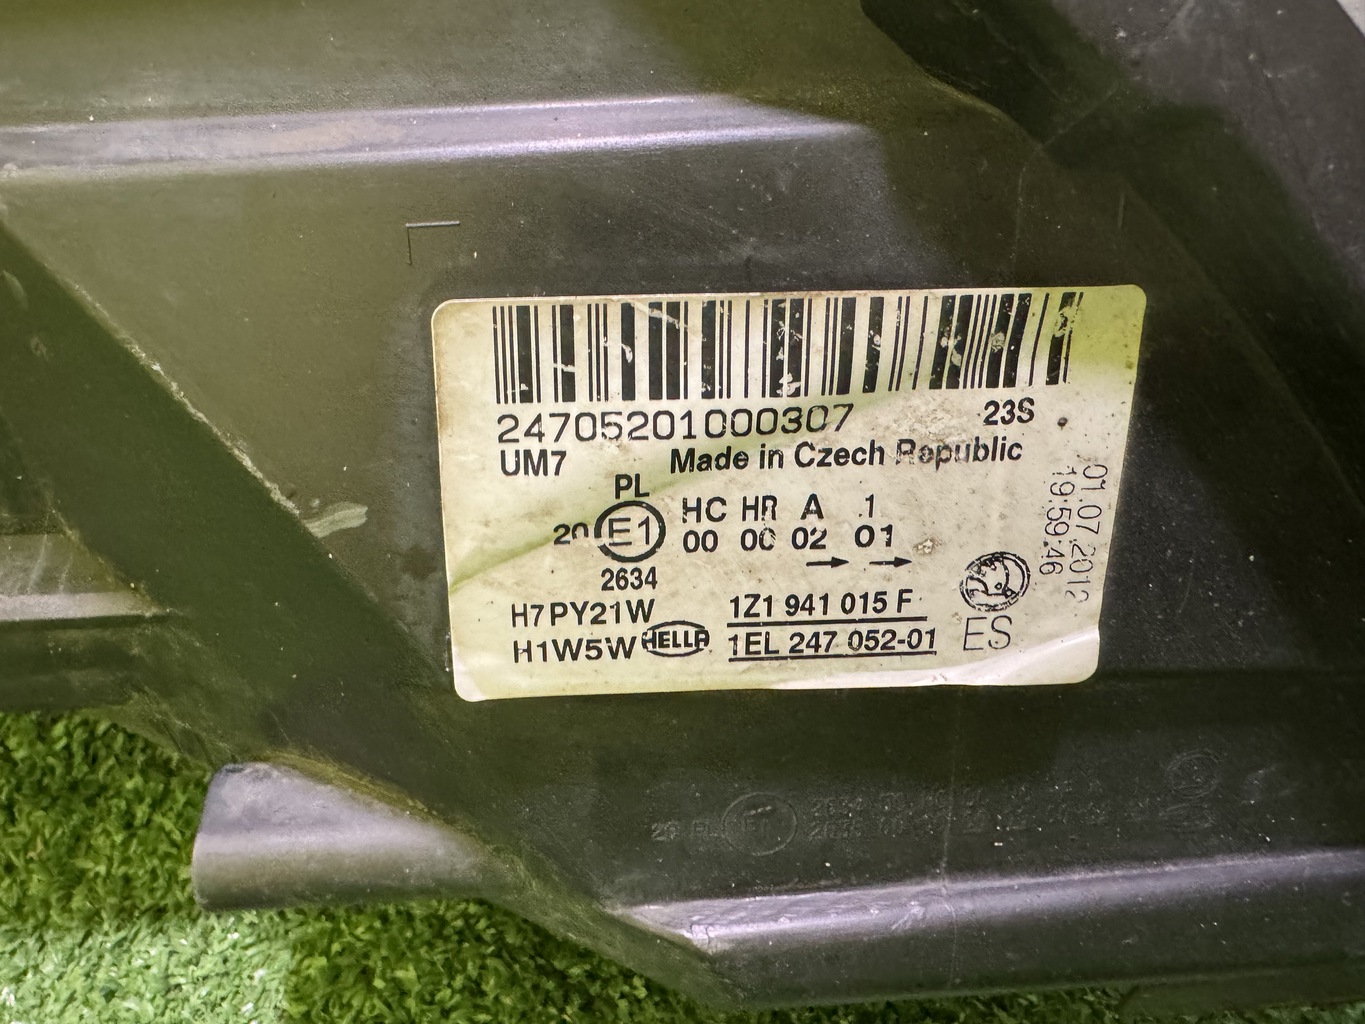 24705201000307 23S
UM7 Made in Czech Republic
PL
20 E1 HC HR A 1
00 00 02 01
2634
H7PY21W 1Z1 941 015 F
H1W5W HELLA 1EL 247 052-01
ES
01.07.2012
19:59:46